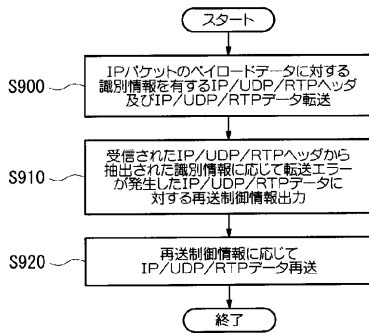 スタート
S900
IPパケットのペイロードデータに対する
識別情報を有するIP/UDP/RTPヘッダ
及びIP/UDP/RTPデータ転送
S910
受信されたIP/UDP/RTPヘッダから
抽出された識別情報に応じて転送エラー
が発生したIP/UDP/RTPデータに
対する再送制御情報出力
S920
再送制御情報に応じて
IP/UDP/RTPデータ再送
終了